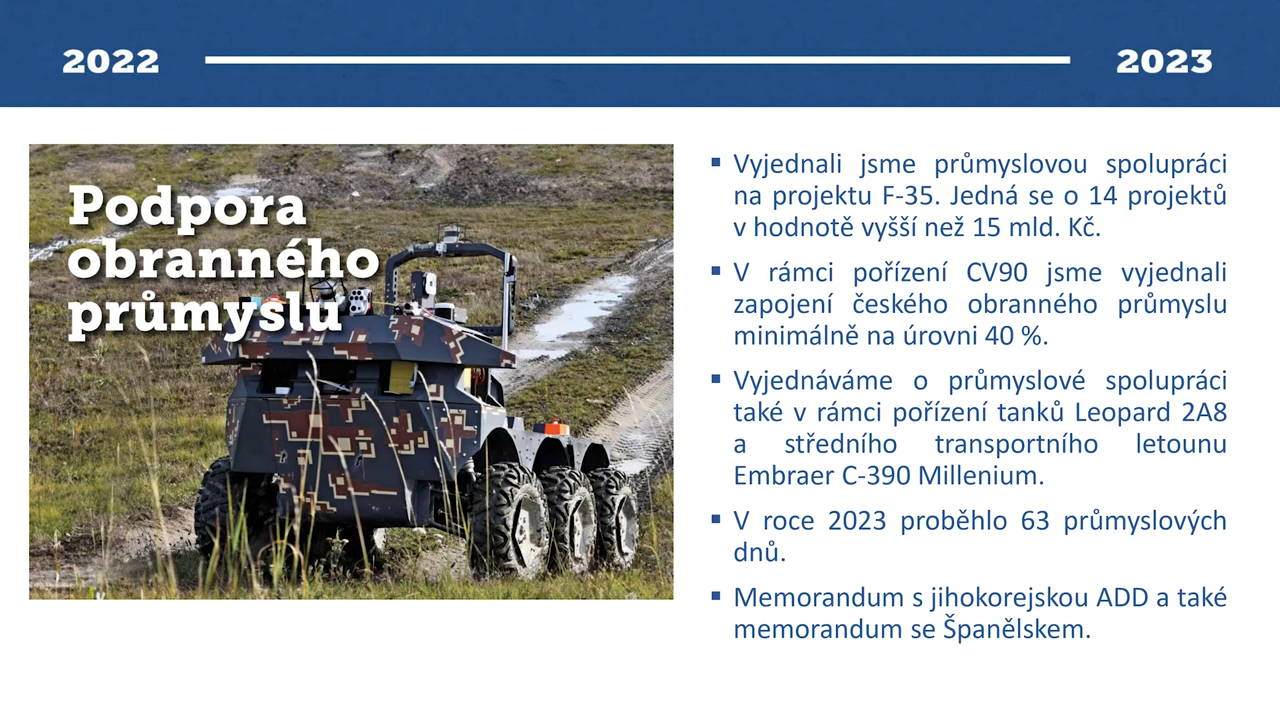 2022
2023
Podpora
obranného
průmyslu
▪ Vyjednali jsme průmyslovou spolupráci
na projektu F-35. Jedná se o 14 projektů
v hodnotě vyšší než 15 mld. Kč.
▪ V rámci pořízení CV90 jsme vyjednali
zapojení českého obranného průmyslu
minimálně na úrovni 40 %.
▪ Vyjednáváme o průmyslové spolupráci
také v rámci pořízení tanků Leopard 2A8
a středního transportního letounu
Embraer C-390 Millenium.
▪ V roce 2023 proběhlo 63 průmyslových
dnů.
▪ Memorandum s jihokorejskou ADD a také
memorandum se Španělskem.